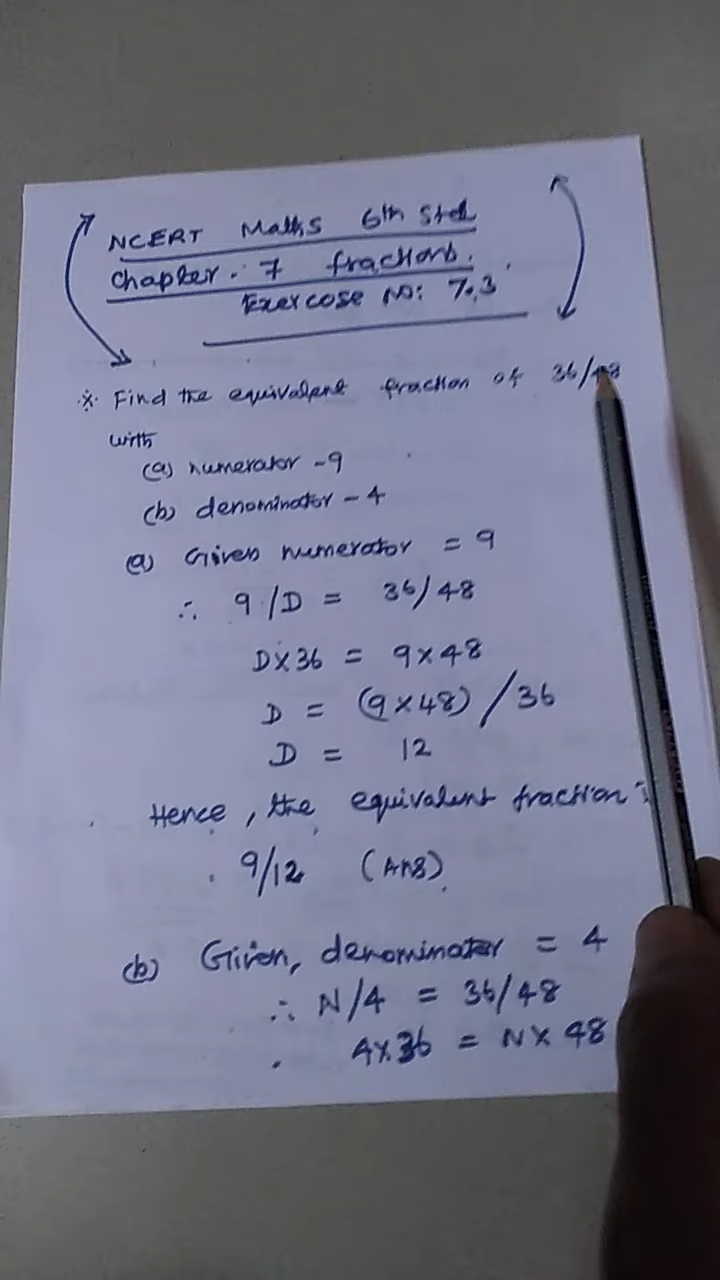 NCERT Maths 6th std
Chapter. 7 fractions.
Exercose No: 7.3
* Find the equivalent fraction of 36/48
with
(a) numerator - 9
(b) denominator - 4
(a) Given numerator = 9
∴ 9/D = 36/48
D×36 = 9×48
D = (9×48)/36
D = 12
Hence, the equivalent fraction
9/12 (Ans)
(b) Given, denominator = 4
∴ N/4 = 36/48
4×36 = N×48